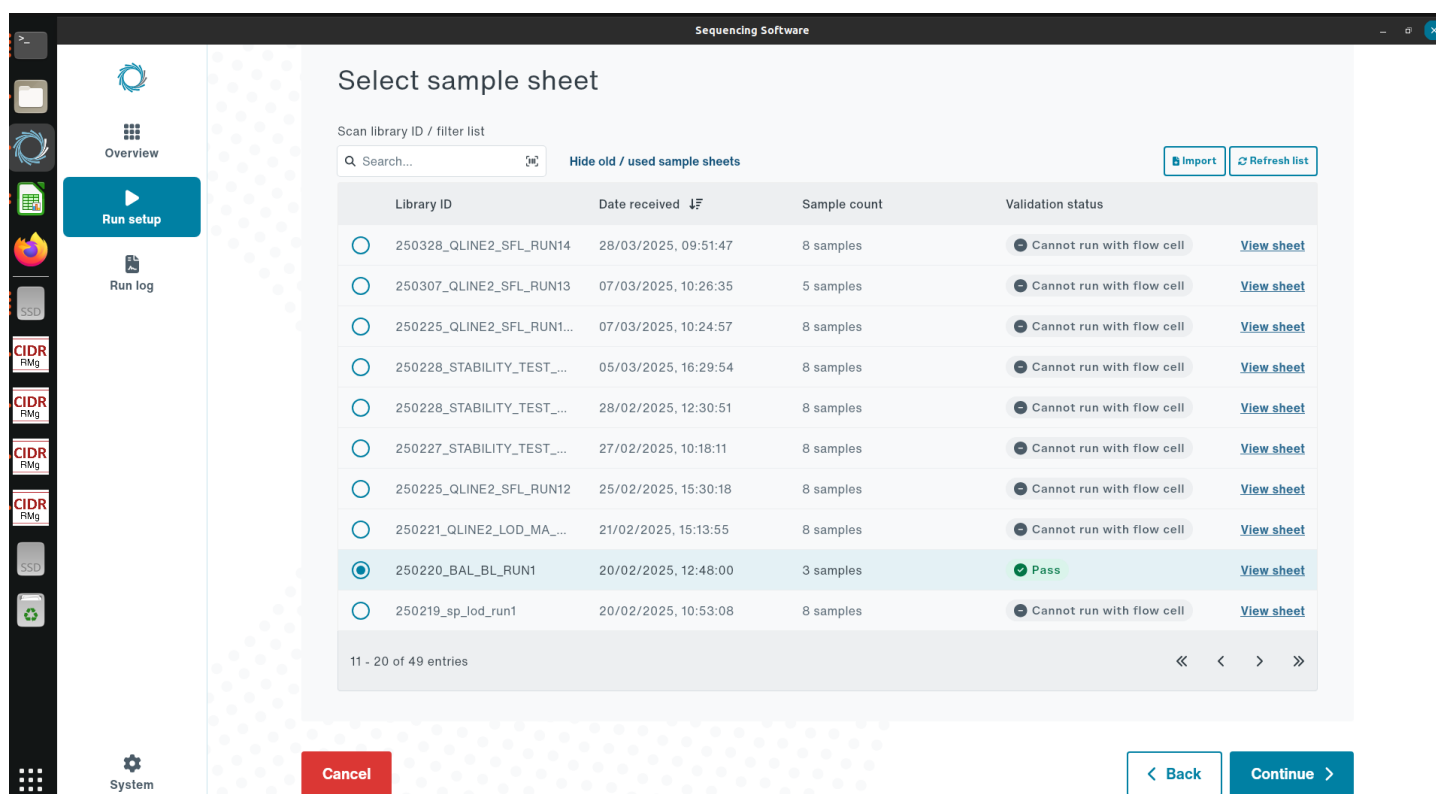 Sequencing Software
>_
Select sample sheet
Scan library ID / filter list
Search...
Hide old / used sample sheets
Import
Refresh list
Overview
Run setup
Run log
SSD
CIDR
RMg
CIDR
RMg
CIDR
RMg
CIDR
RMg
SSD
Library ID Date received Sample count Validation status
250328_QLINE2_SFL_RUN14 28/03/2025, 09:51:47 8 samples Cannot run with flow cell View sheet
250307_QLINE2_SFL_RUN13 07/03/2025, 10:26:35 5 samples Cannot run with flow cell View sheet
250225_QLINE2_SFL_RUN1... 07/03/2025, 10:24:57 8 samples Cannot run with flow cell View sheet
250228_STABILITY_TEST_... 05/03/2025, 16:29:54 8 samples Cannot run with flow cell View sheet
250228_STABILITY_TEST_... 28/02/2025, 12:30:51 8 samples Cannot run with flow cell View sheet
250227_STABILITY_TEST_... 27/02/2025, 10:18:11 8 samples Cannot run with flow cell View sheet
250225_QLINE2_SFL_RUN12 25/02/2025, 15:30:18 8 samples Cannot run with flow cell View sheet
250221_QLINE2_LOD_MA_... 21/02/2025, 15:13:55 8 samples Cannot run with flow cell View sheet
250220_BAL_BL_RUN1 20/02/2025, 12:48:00 3 samples Pass View sheet
250219_sp_lod_run1 20/02/2025, 10:53:08 8 samples Cannot run with flow cell View sheet
11 - 20 of 49 entries
System
Cancel
Back
Continue